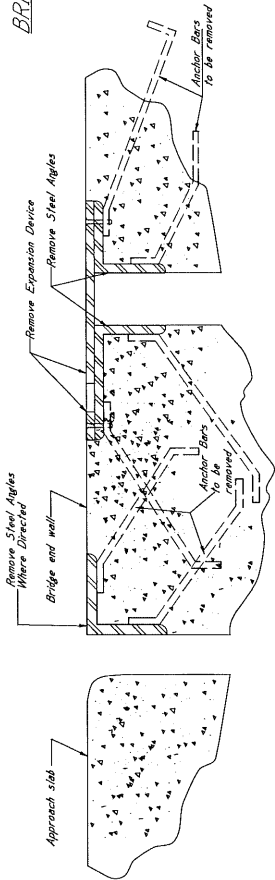 Approach slab
Remove Steel Angles
Where Directed
Bridge end wall
Remove Expansion Device
Remove Steel Angles
Anchor Bars
to be
removed
Anchor Bars
to be removed